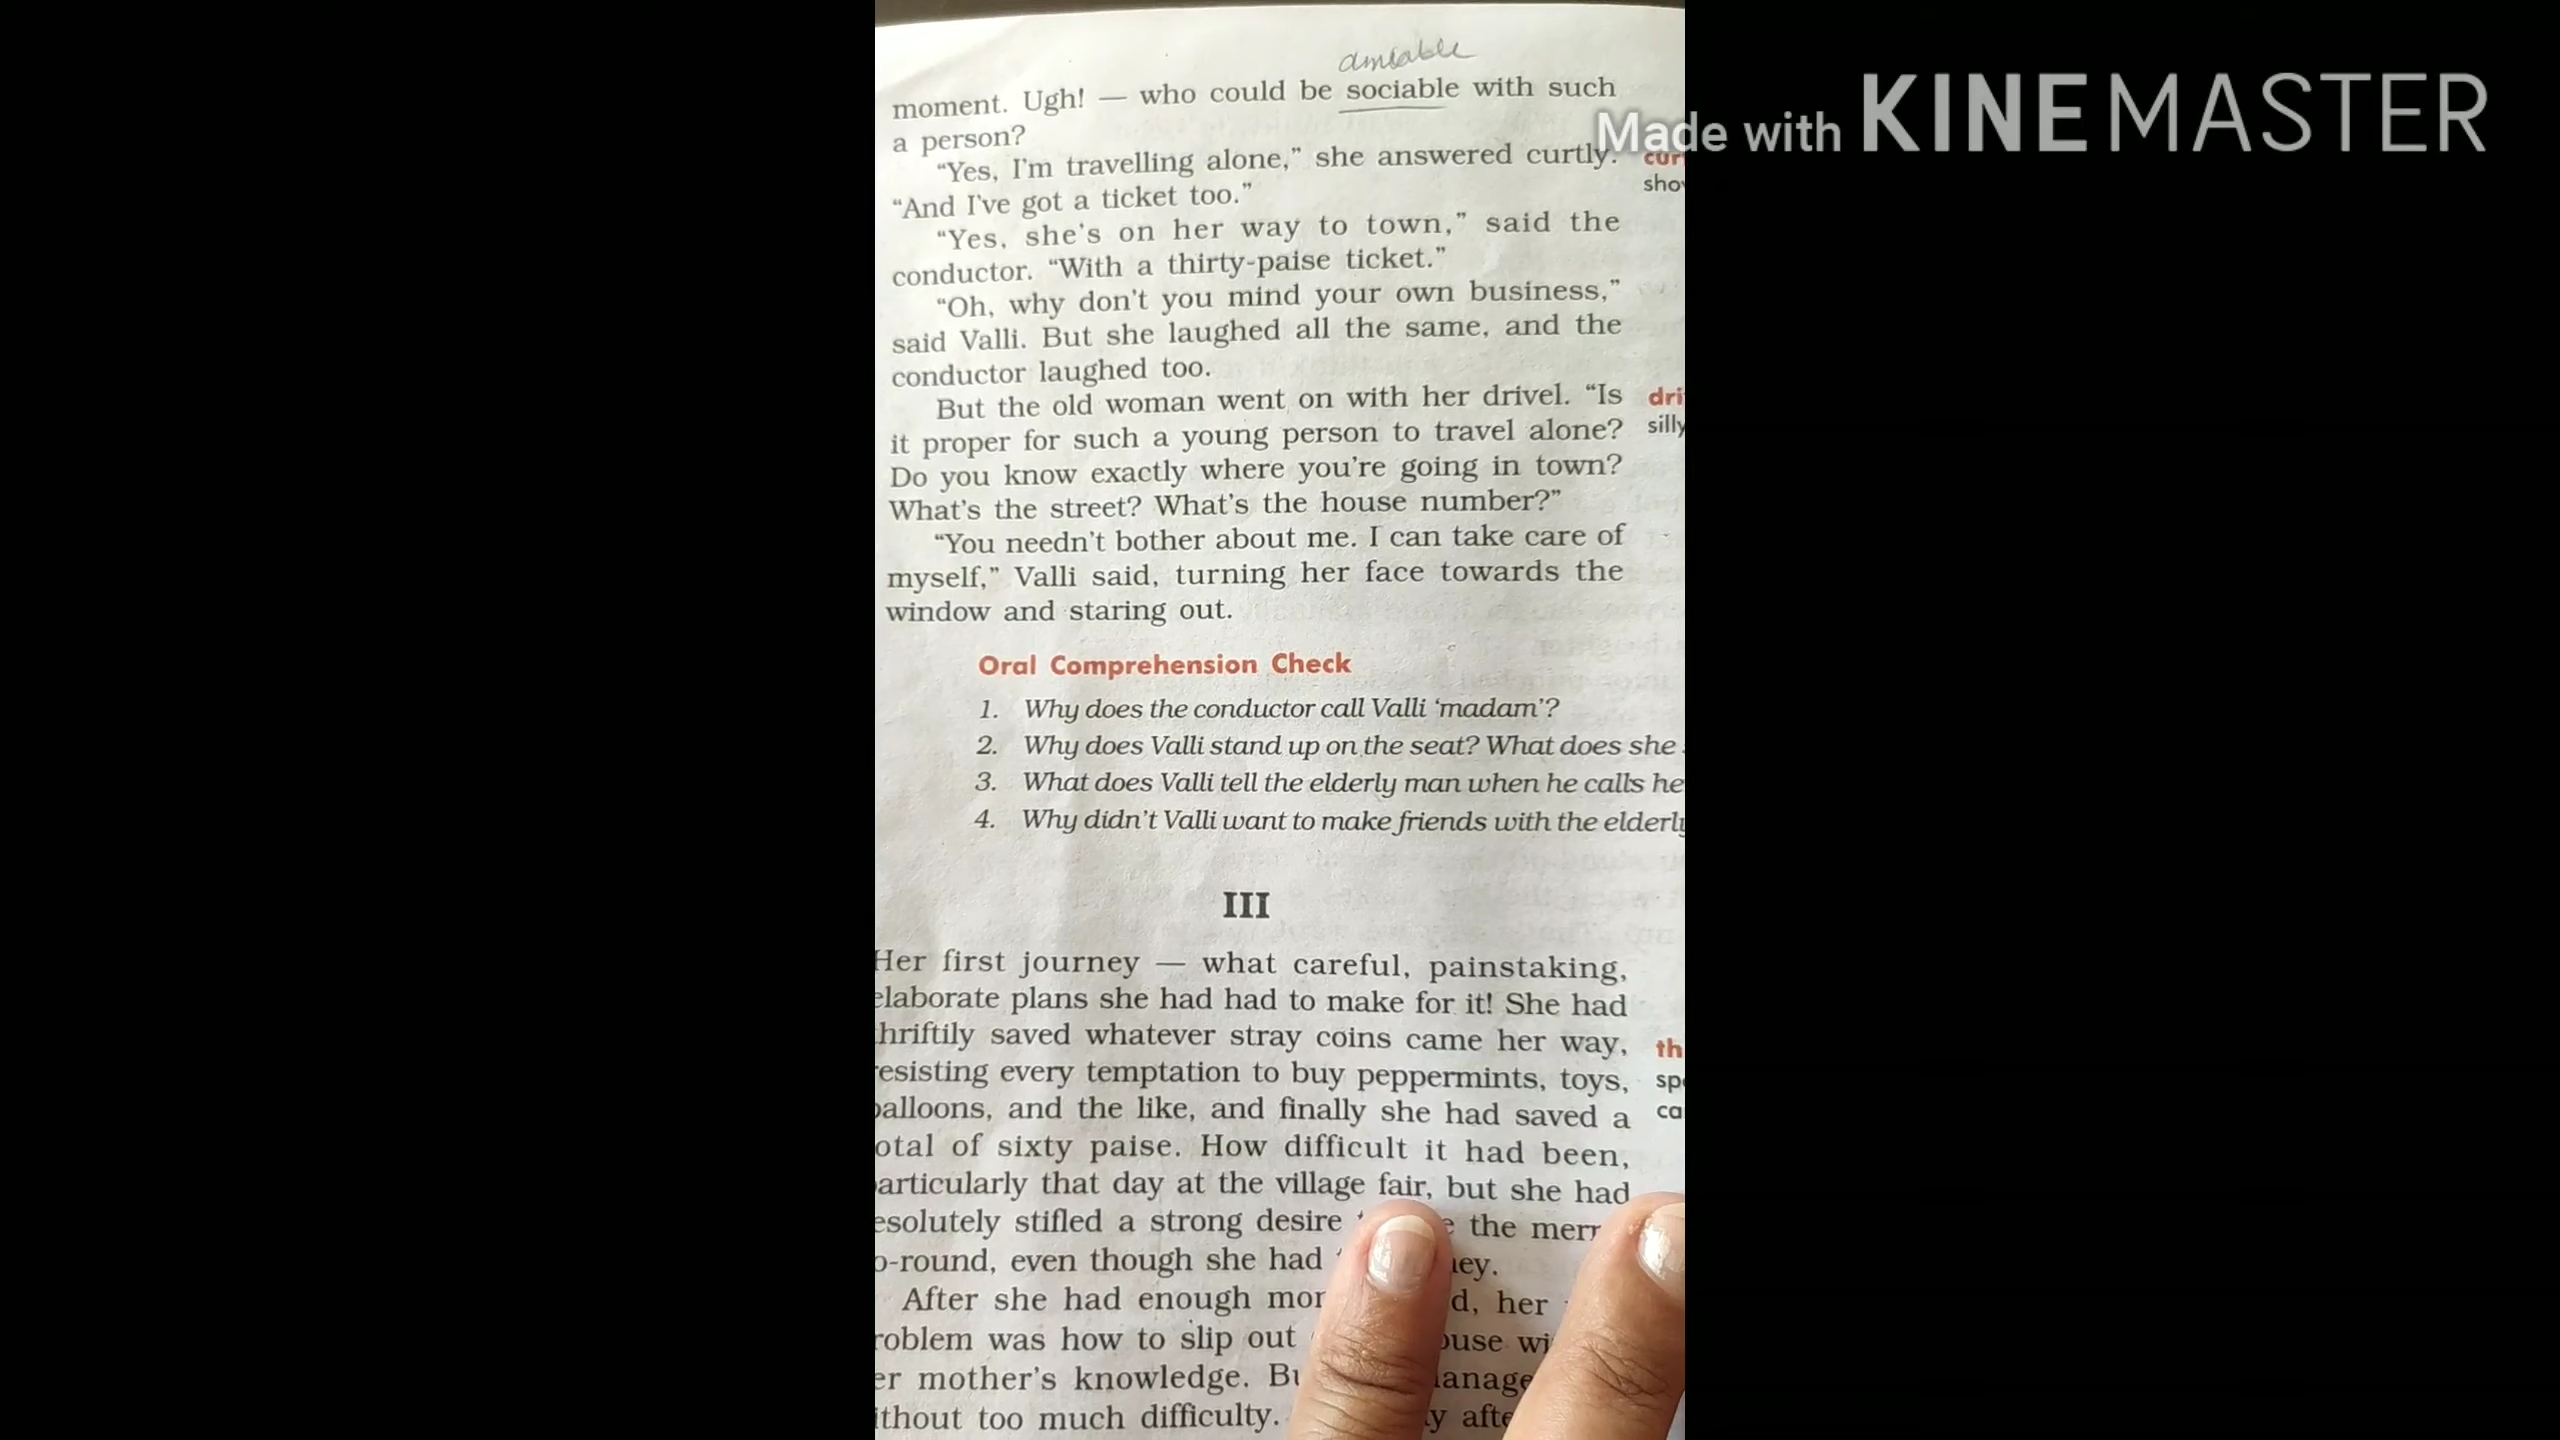 amiable
moment. Ugh! — who could be sociable with such
Made with KINEMASTER
a person?
“Yes, I'm travelling alone,” she answered curtly.
“And I've got a ticket too.”
“Yes, she's on her way to town,” said the
conductor. “With a thirty-paise ticket.”
“Oh, why don't you mind your own business,”
said Valli. But she laughed all the same, and the
conductor laughed too.
But the old woman went on with her drivel. “Is
it proper for such a young person to travel alone?
silly
Do you know exactly where you're going in town?
What's the street? What's the house number?”
“You needn't bother about me. I can take care of
myself,” Valli said, turning her face towards the
window and staring out.
Oral Comprehension Check
1. Why does the conductor call Valli ‘madam’?
2. Why does Valli stand up on the seat? What does she
3. What does Valli tell the elderly man when he calls
4. Why didn't Valli want to make friends with the
III
Her first journey — what careful, painstaking,
elaborate plans she had had to make for it! She had
saved whatever stray coins came her way,
every temptation to buy peppermints, toys,
and the like, and finally she had saved a
of sixty paise. How difficult it had been,
that day at the village fair, but she had
stifled a strong desire the
even though she had
After she had enough her
was how to slip out
mother's knowledge.
too much difficulty.